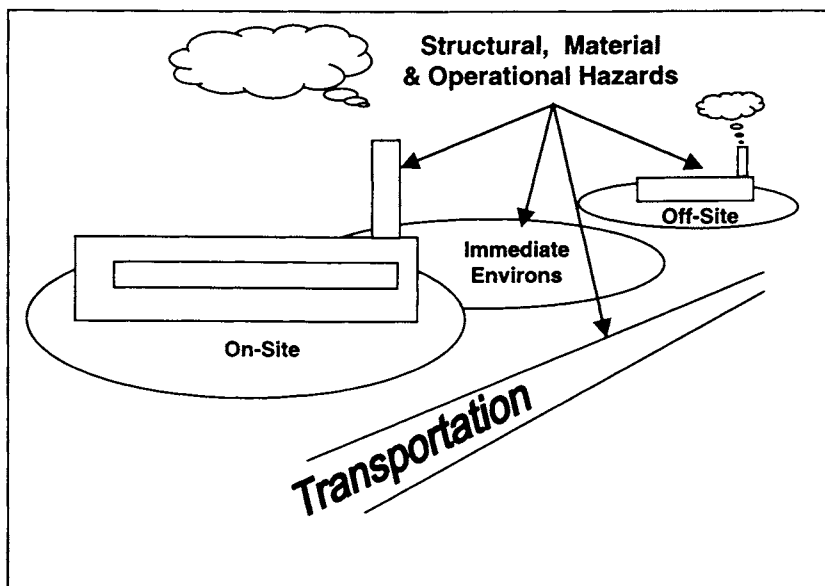 Structural, Material
& Operational Hazards
Off-Site
Immediate
Environs
On-Site
Transportation